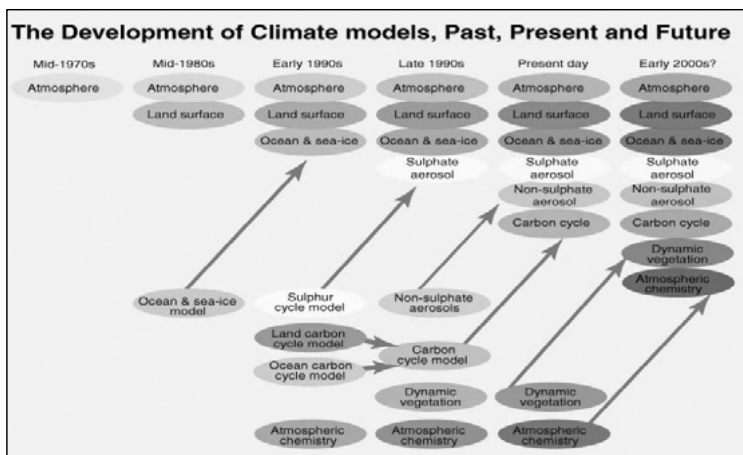 The Development of Climate models, Past, Present and Future
Mid-1970s Mid-1980s Early 1990s Late 1990s Present day Early 2000s?
Atmosphere Atmosphere Atmosphere Atmosphere Atmosphere Atmosphere
Land surface Land surface Land surface Land surface Land surface
Ocean & sea-ice Ocean & sea-ice Ocean & sea-ice Ocean & sea-ice
Sulphate Sulphate Sulphate
aerosol aerosol aerosol
Non-sulphate Non-sulphate
aerosol aerosol
Carbon cycle Carbon cycle
Dynamic
vegetation
Atmospheric
chemistry
Ocean & sea-ice Sulphur Non-sulphate
model cycle model aerosols
Land carbon
cycle model
Carbon
cycle model
Ocean carbon
cycle model
Dynamic Dynamic
vegetation vegetation
Atmospheric Atmospheric Atmospheric
chemistry chemistry chemistry